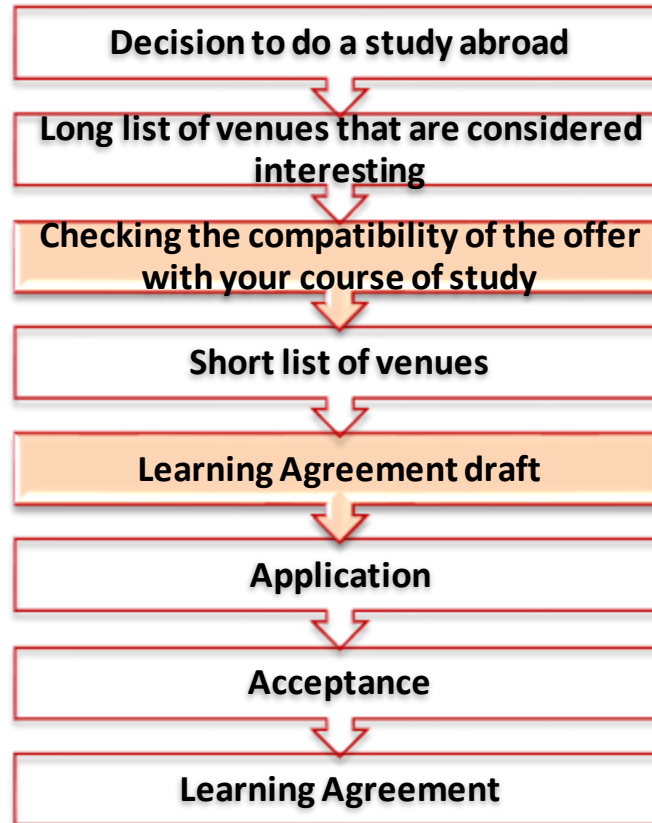 Decision to do a study abroad
Long list of venues that are considered
interesting
Checking the compatibility of the offer
with your course of study
Short list of venues
Learning Agreement draft
Application
Acceptance
Learning Agreement